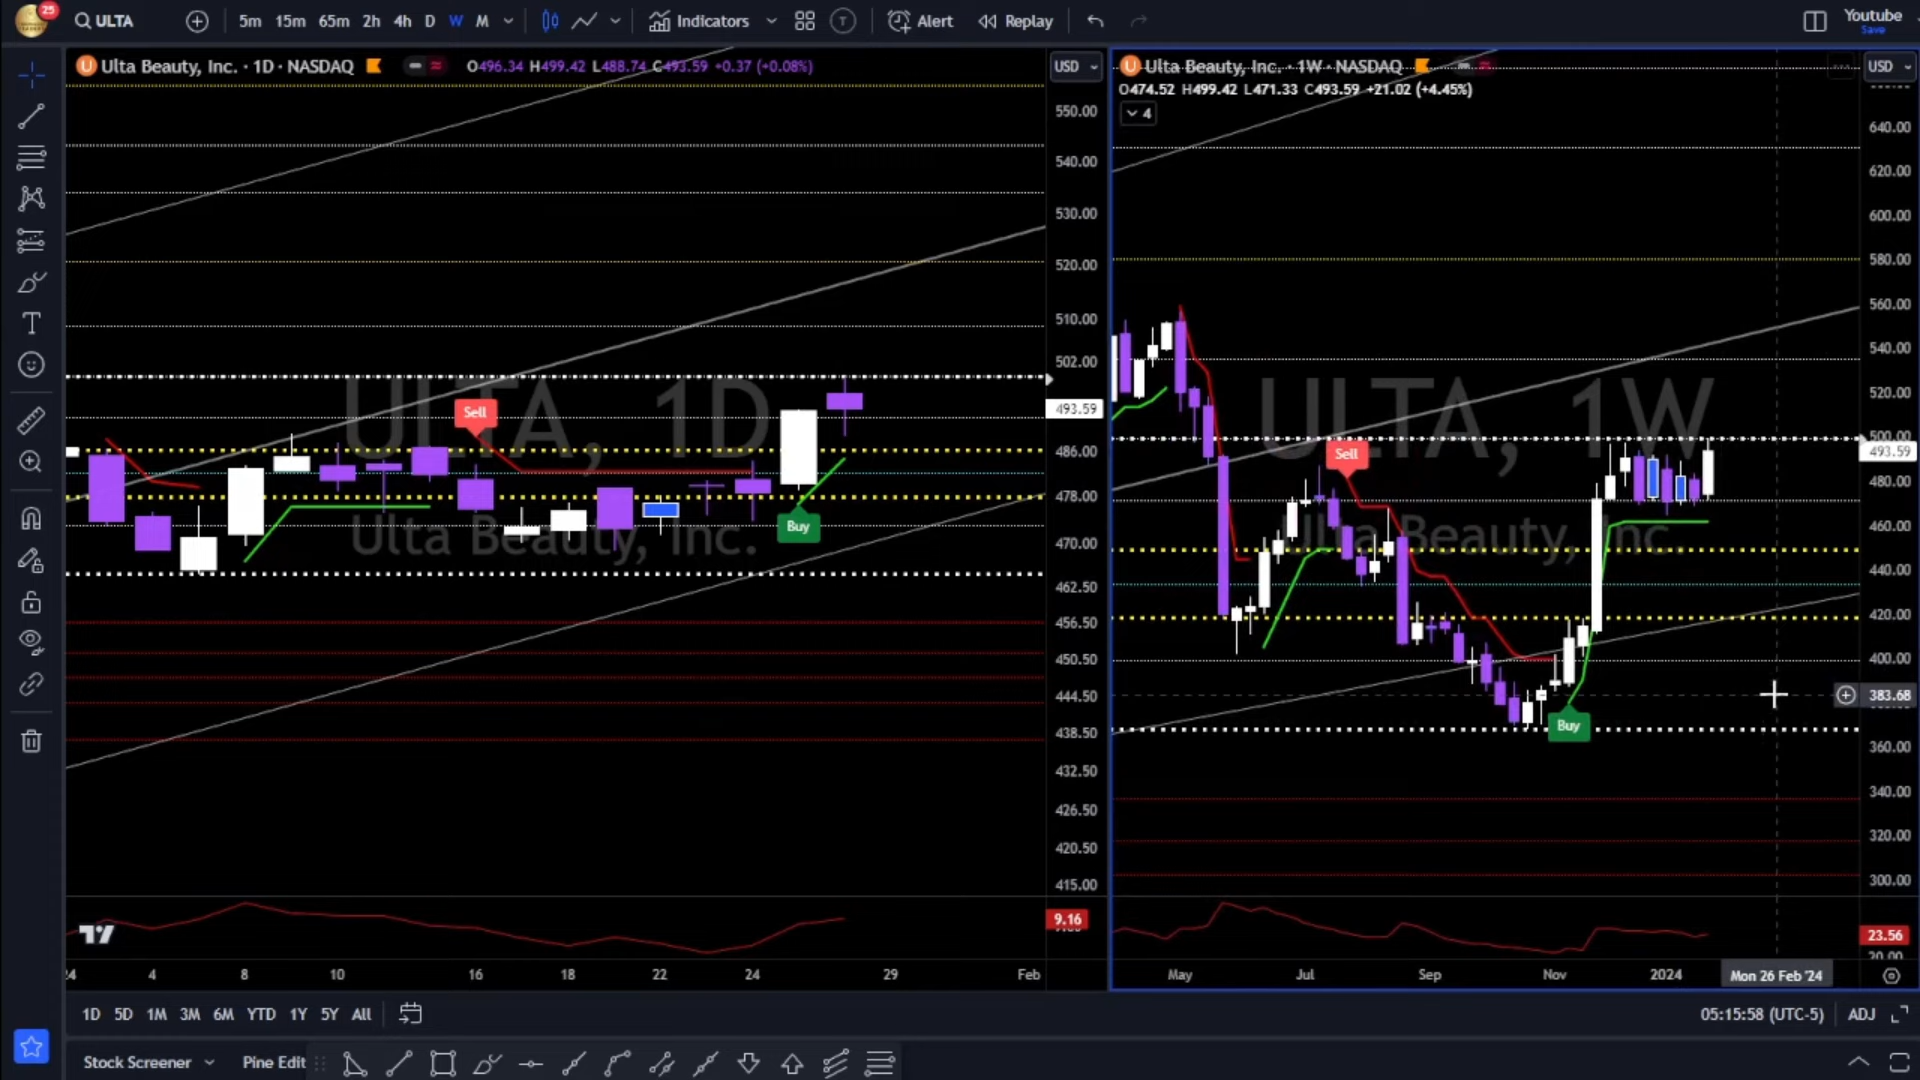 25
ULTA
5m 15m 65m 2h 4h D W M
Indicators
T
Alert
Replay
Youtube
Save
U Ulta Beauty, Inc. · 1D · NASDAQ
O496.34 H499.42 L488.74 C493.59 +0.37 (+0.08%)
USD
550.00
540.00
530.00
520.00
510.00
502.00
493.59
486.00
478.00
470.00
462.50
456.50
450.50
444.50
438.50
432.50
426.50
420.50
415.00
9.16
ULTA, 1D
Ulta Beauty, Inc.
Sell
Buy
4 8 10 16 18 22 24 29 Feb
U Ulta Beauty, Inc. · 1W · NASDAQ
O474.52 H499.42 L471.33 C493.59 +21.02 (+4.45%)
4
USD
640.00
620.00
600.00
580.00
560.00
540.00
520.00
500.00
493.59
480.00
460.00
440.00
420.00
400.00
383.68
360.00
340.00
320.00
300.00
23.56
20.00
ULTA, 1W
Ulta Beauty, Inc.
Sell
Buy
May Jul Sep Nov 2024 Mon 26 Feb '24
1D 5D 1M 3M 6M YTD 1Y 5Y All
05:15:58 (UTC-5) ADJ
Stock Screener Pine Edit